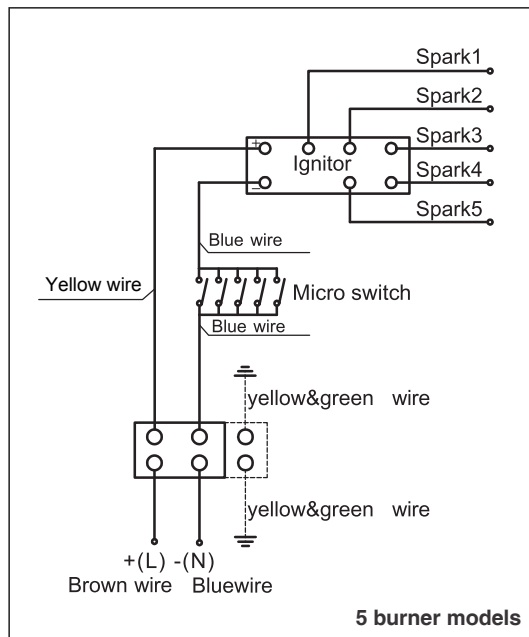 Spark1
Spark2
+
Spark3
Ignitor
Spark4
-
Spark5
Blue wire
Yellow wire
Micro switch
Blue wire
yellow&green wire
yellow&green wire
+(L) -(N)
Brown wire Bluewire
5 burner models